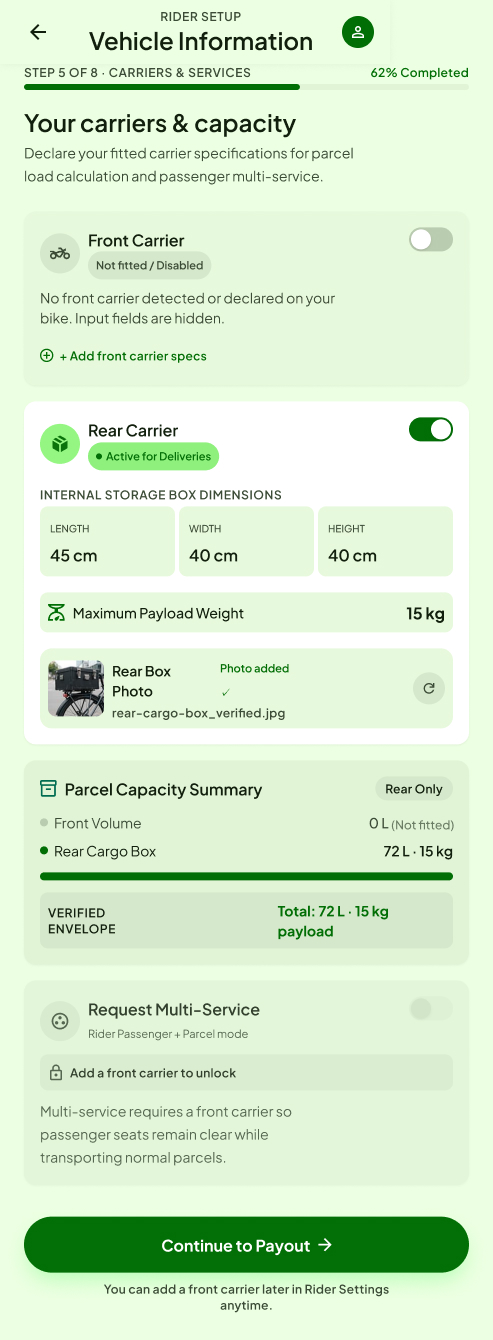 RIDER SETUP
Vehicle Information
STEP 5 OF 8 · CARRIERS & SERVICES
62% Completed
Your carriers & capacity
Declare your fitted carrier specifications for parcel
load calculation and passenger multi-service.
Front Carrier
Not fitted / Disabled
No front carrier detected or declared on your
bike. Input fields are hidden.
+ Add front carrier specs
Rear Carrier
Active for Deliveries
INTERNAL STORAGE BOX DIMENSIONS
LENGTH
45 cm
WIDTH
40 cm
HEIGHT
40 cm
Maximum Payload Weight
15 kg
Rear Box
Photo
Photo added
✓
rear-cargo-box_verified.jpg
Parcel Capacity Summary
Rear Only
Front Volume
0 L (Not fitted)
Rear Cargo Box
72 L · 15 kg
VERIFIED
ENVELOPE
Total: 72 L · 15 kg
payload
Request Multi-Service
Rider Passenger + Parcel mode
Add a front carrier to unlock
Multi-service requires a front carrier so
passenger seats remain clear while
transporting normal parcels.
Continue to Payout →
You can add a front carrier later in Rider Settings
anytime.